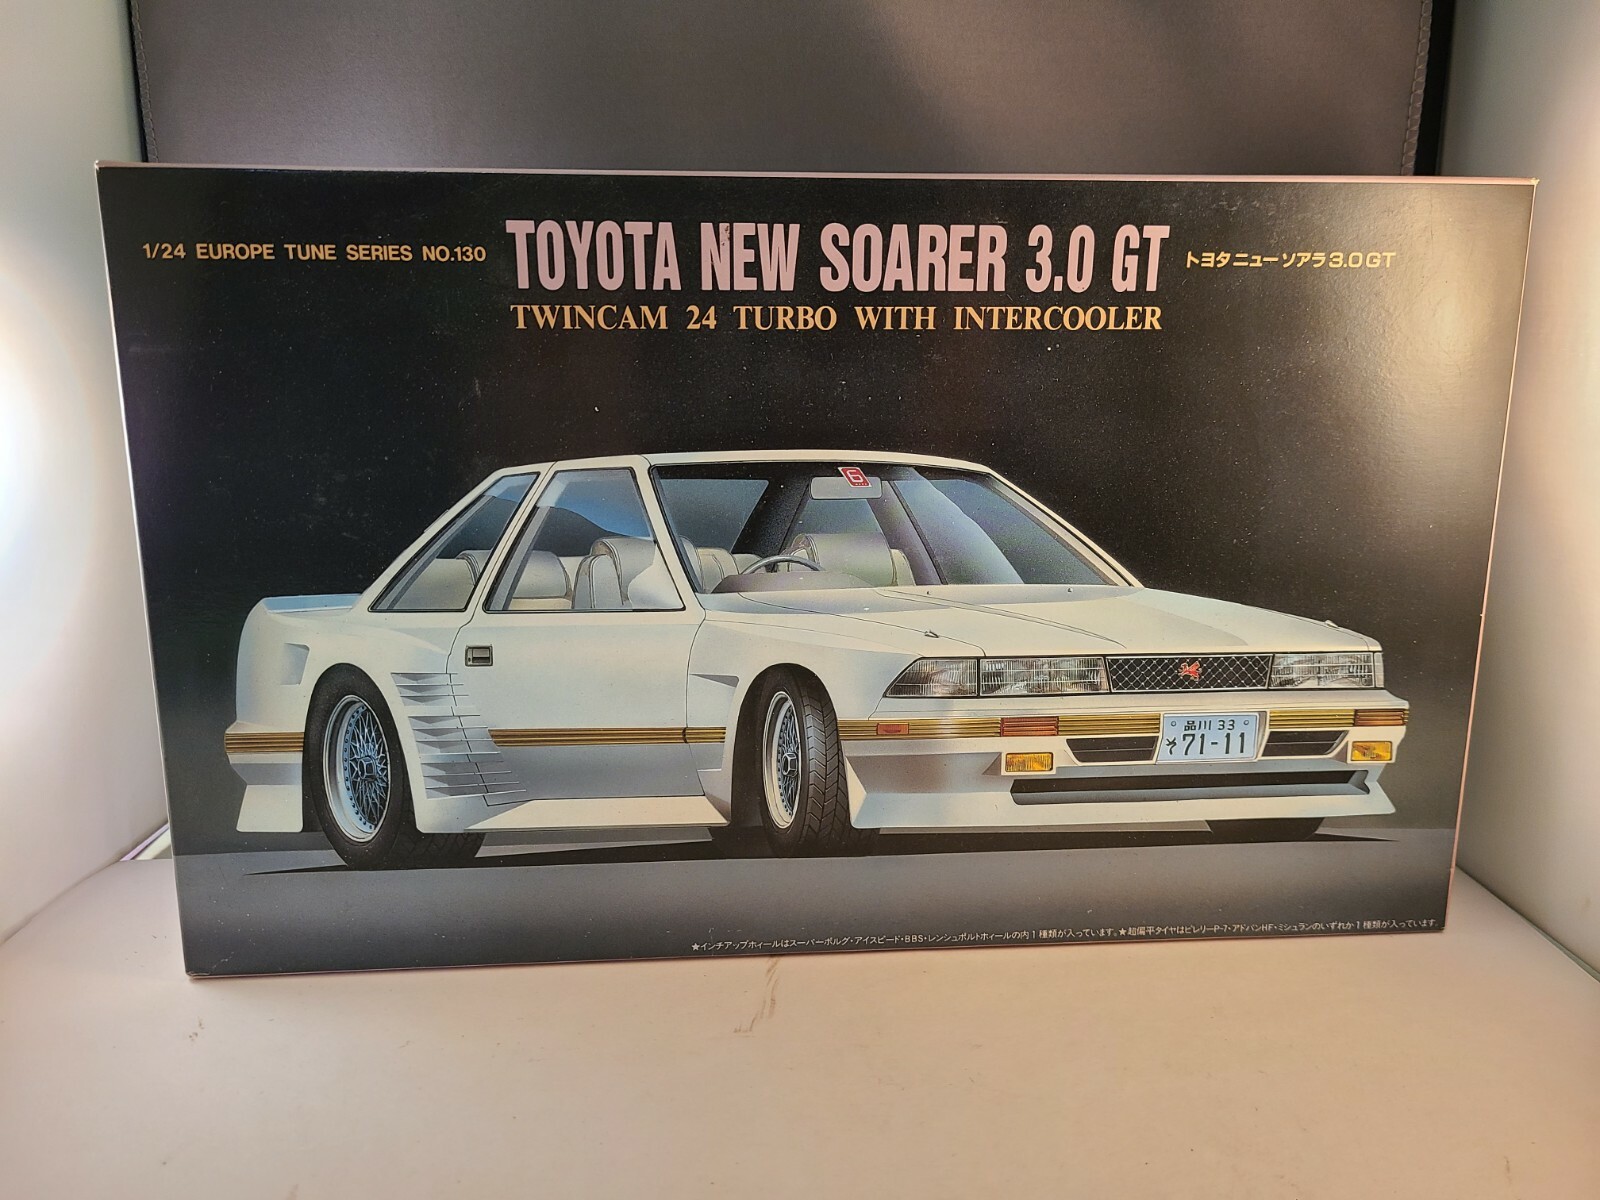 1/24 EUROPE TUNE SERIES NO.130
TOYOTA NEW SOARER 3.0 GT
トヨタ ニューソアラ3.0GT
TWINCAM 24 TURBO WITH INTERCOOLER
6
品川 33
そ 71-11
★インチアップホィールはスーパーボルグ・アイスピード・BBS・レンシュポルトホィールの内1種類が入っています。★超偏平タイヤはピレリーP-7・アドバンHF・ミシュランのいずれか1種類が入っています。